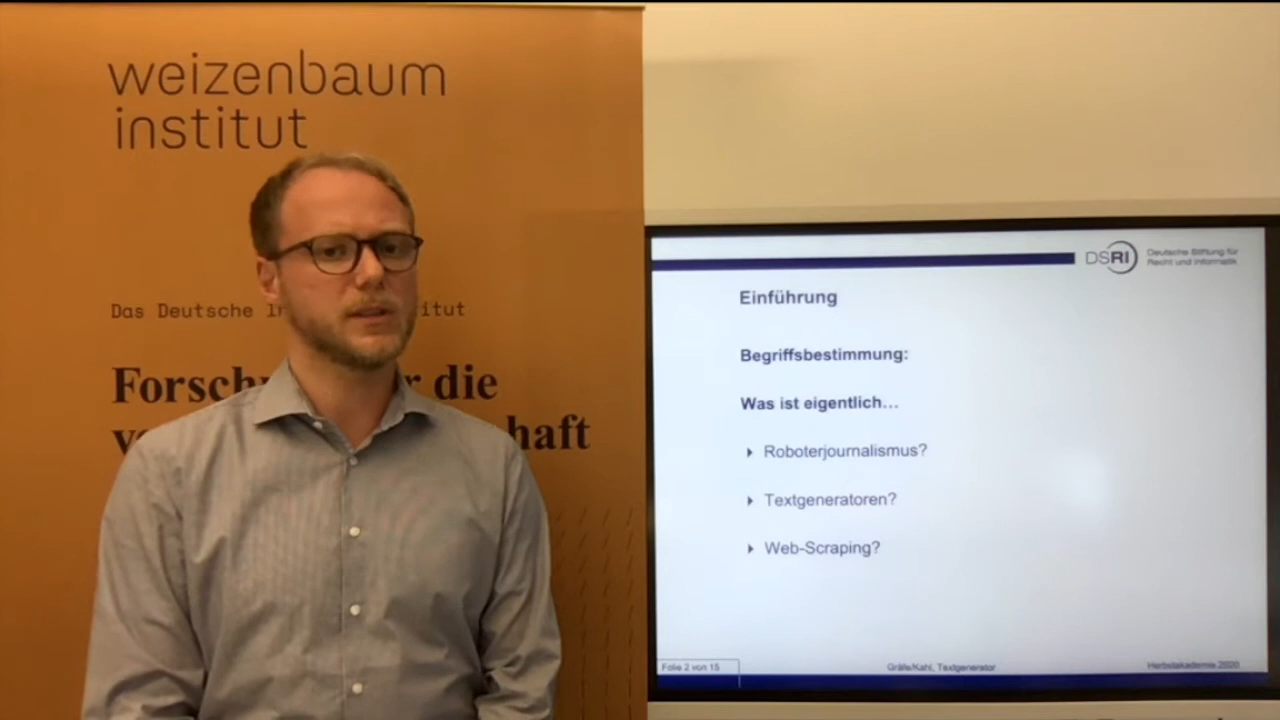 weizenbaum
institut
Das Deutsche In itut
Forsch r die
v haft
DSRI
Deutsche Stiftung für
Recht und Informatik
Einführung
Begriffsbestimmung:
Was ist eigentlich...
Roboterjournalismus?
Textgeneratoren?
Web-Scraping?
Folie 2 von 15
Gräfe/Kahl, Textgenerator
Herbstakademie 2020